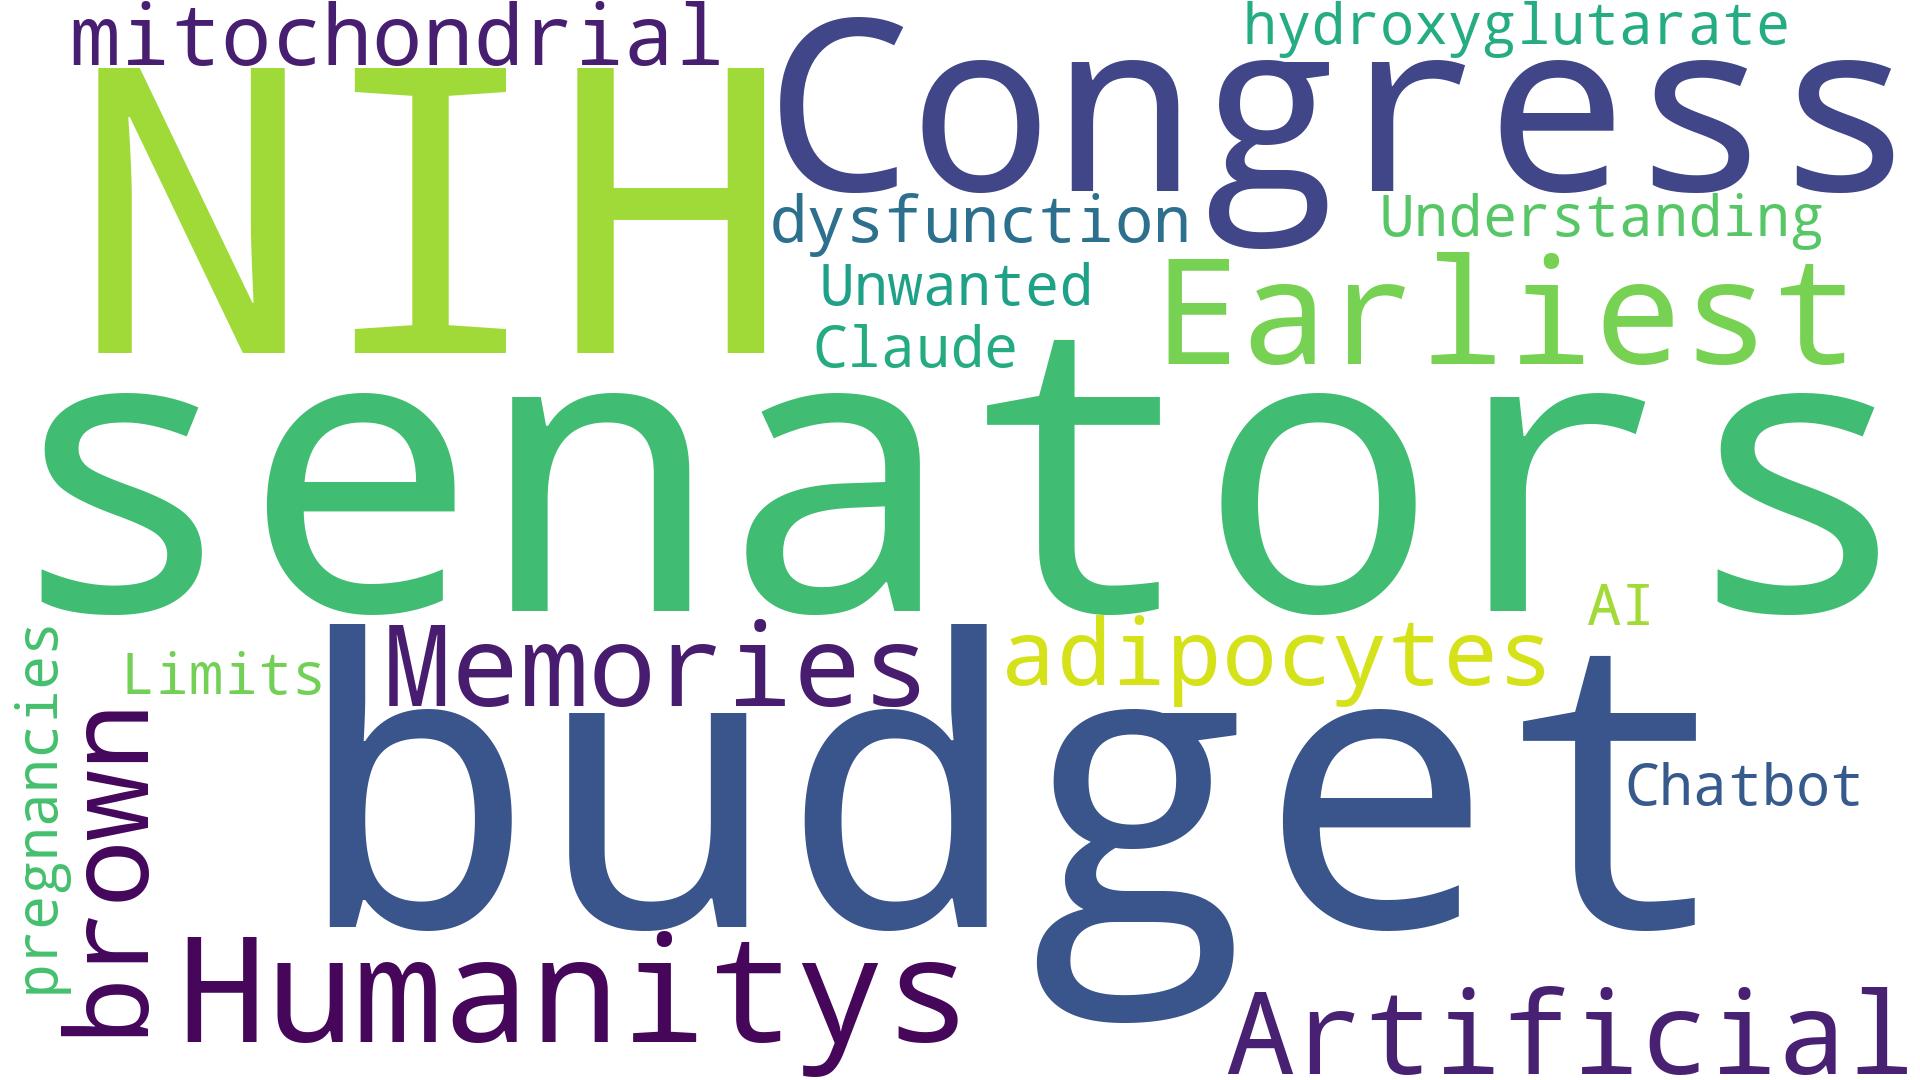 mitochondrial
hydroxyglutarate
NIH
Congress
dysfunction
Understanding
Unwanted
Earliest
Claude
senators
AI
Limits
Memories
adipocytes
pregnancies
brown
budget
Chatbot
Humanitys
Artificial